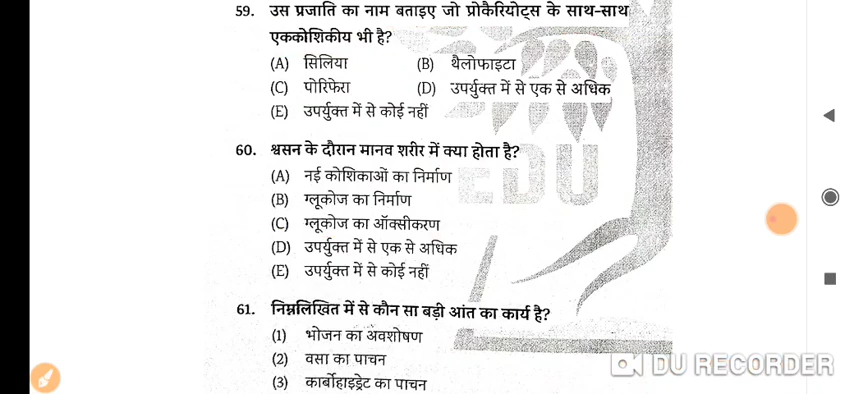 59. उस प्रजाति का नाम बताइए जो प्रोकैरियोट्स के साथ-साथ
एककोशिकीय भी है?
(A) सिलिया (B) थैलोफाइटा
(C) पोरिफेरा (D) उपर्युक्त में से एक से अधिक
(E) उपर्युक्त में से कोई नहीं
60. श्वसन के दौरान मानव शरीर में क्या होता है?
(A) नई कोशिकाओं का निर्माण
(B) ग्लूकोज का निर्माण
(C) ग्लूकोज का ऑक्सीकरण
(D) उपर्युक्त में से एक से अधिक
(E) उपर्युक्त में से कोई नहीं
EDU
61. निम्नलिखित में से कौन सा बड़ी आंत का कार्य है?
(1) भोजन का अवशोषण
(2) वसा का पाचन
(3) कार्बोहाइड्रेट का पाचन
DU RECORDER